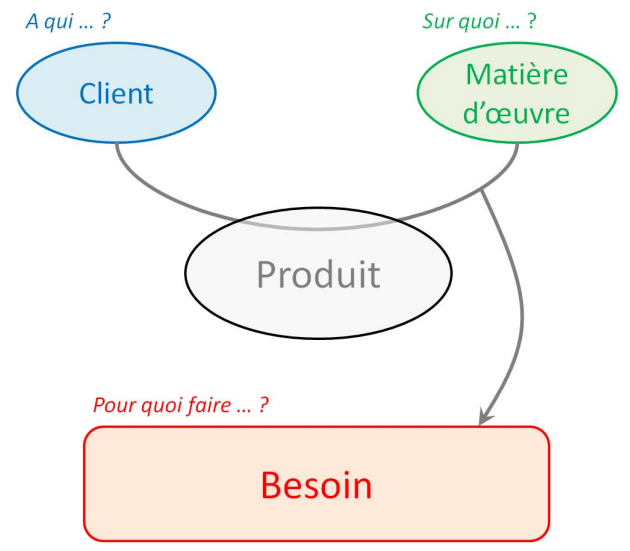 A qui … ?
Sur quoi … ?
Client
Matière
d’œuvre
Produit
Pour quoi faire … ?
Besoin